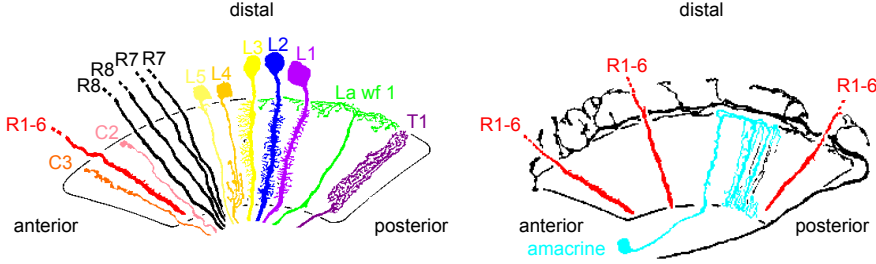 distal
L3 L2 L1
R8 R7 R7
R8
L5 L4
La wf 1
R1-6
C2
T1
C3
anterior
posterior
distal
R1-6
R1-6
R1-6
anterior
posterior
amacrine